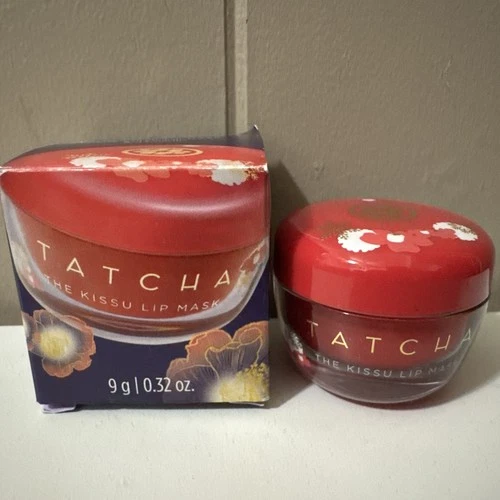 TATCHA
THE KISSU LIP MASK
9 g | 0.32 oz.
TATCHA
THE KISSU LIP MASK